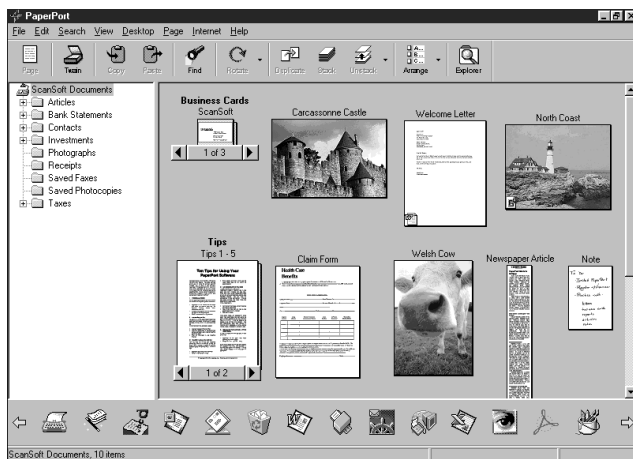 PaperPort
File Edit Search View Desktop Page Internet Help
Page Twain Copy Paste Find Rotate Duplicate Stack Unstack Arrange Explorer
ScanSoft Documents
Articles
Bank Statements
Contacts
Investments
Photographs
Receipts
Saved Faxes
Saved Photocopies
Taxes
Business Cards
ScanSoft
1 of 3
Carcassonne Castle
Welcome Letter
North Coast
Tips
Tips 1 - 5
Ten Tips for Using Your
PaperPort Software
1 of 2
Claim Form
Health Care
Benefits
Welsh Cow
Newspaper Article
Note
ScanSoft Documents, 10 items